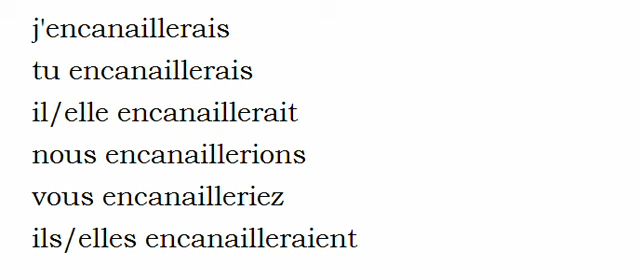 j'encanaillerais
tu encanaillerais
il/elle encanaillerait
nous encanaillerions
vous encanailleriez
ils/elles encanailleraient